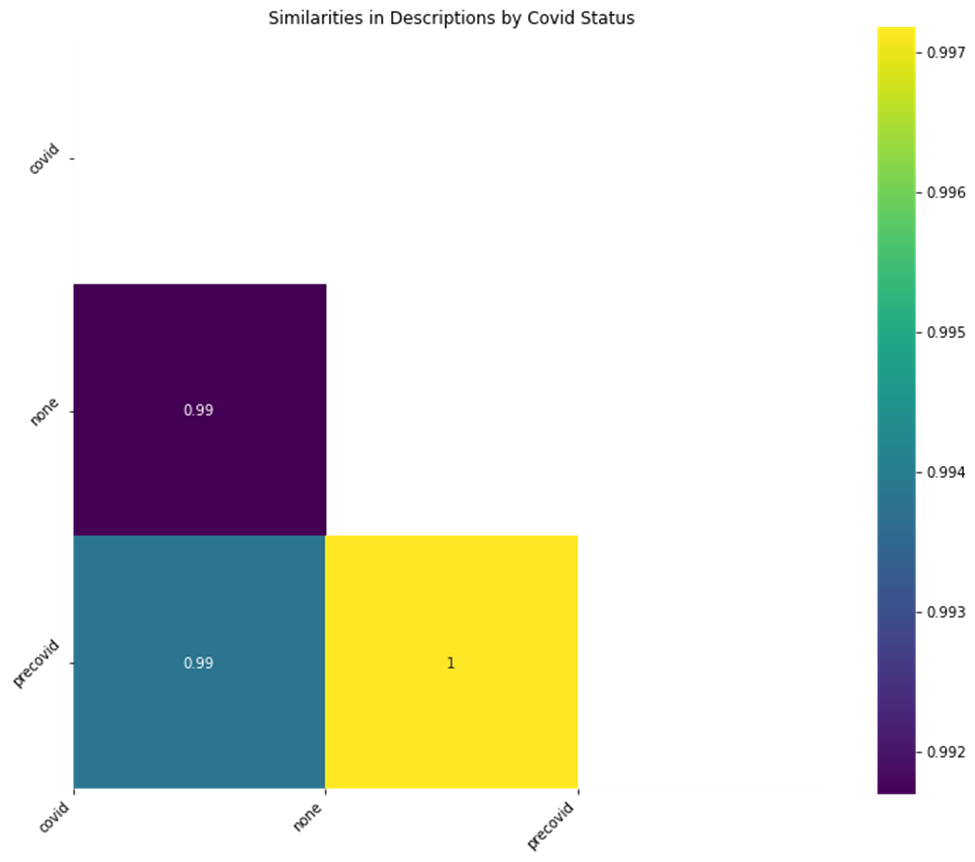 Similarities in Descriptions by Covid Status
0.997
covid
0.996
0.995
none
0.99
0.994
0.993
precovid
0.99 1
0.992
covid none precovid